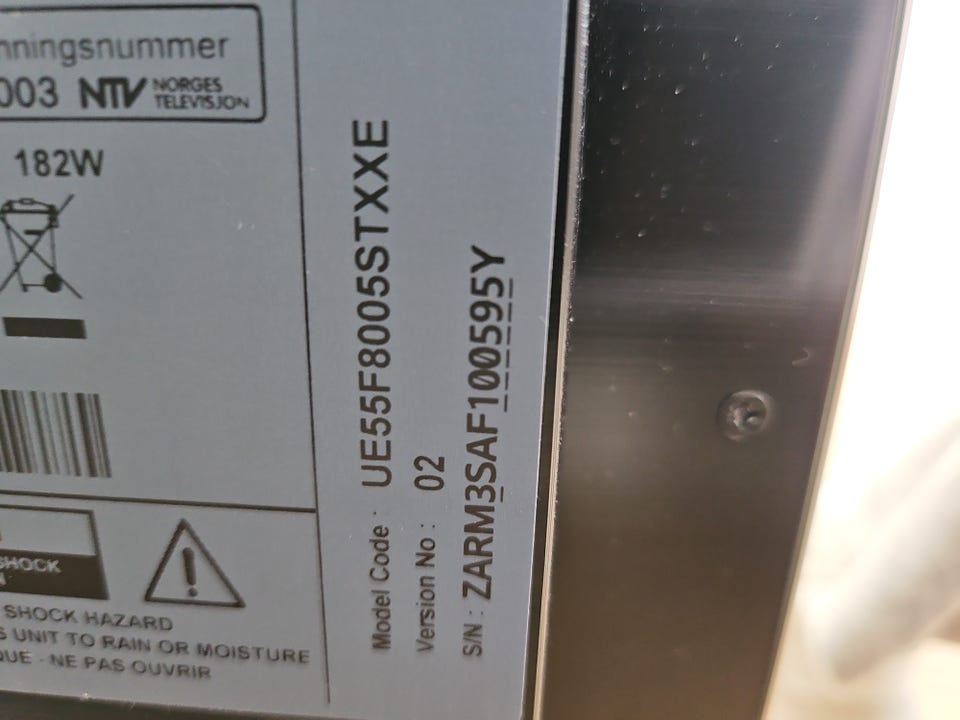 nningsnummer
003 NTV NORGES TELEVISJON
182W
SHOCK
N
SHOCK HAZARD
S UNIT TO RAIN OR MOISTURE
QUE - NE PAS OUVRIR
Model Code : UE55F8005STXXE
Version No : 02
S/N : ZARM3SAF100595Y